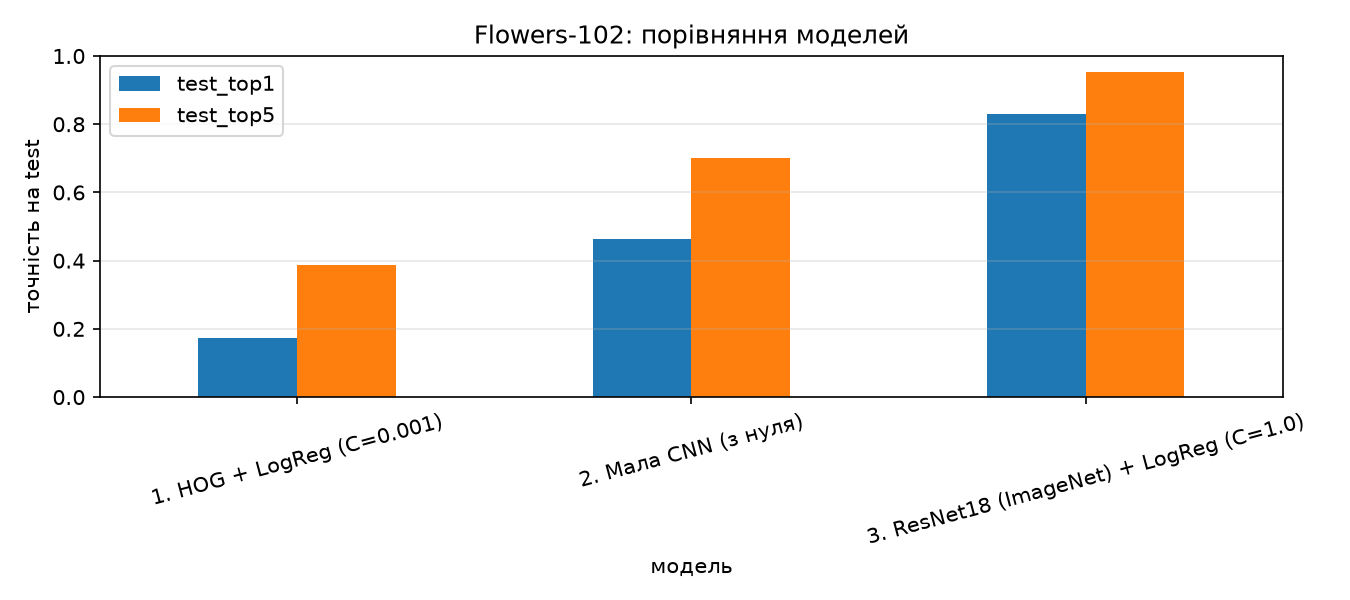 Flowers-102: порівняння моделей
test_top1
test_top5
точність на test
1.0
0.8
0.6
0.4
0.2
0.0
1. HOG + LogReg (C=0.001)
2. Мала CNN (з нуля)
3. ResNet18 (ImageNet) + LogReg (C=1.0)
модель